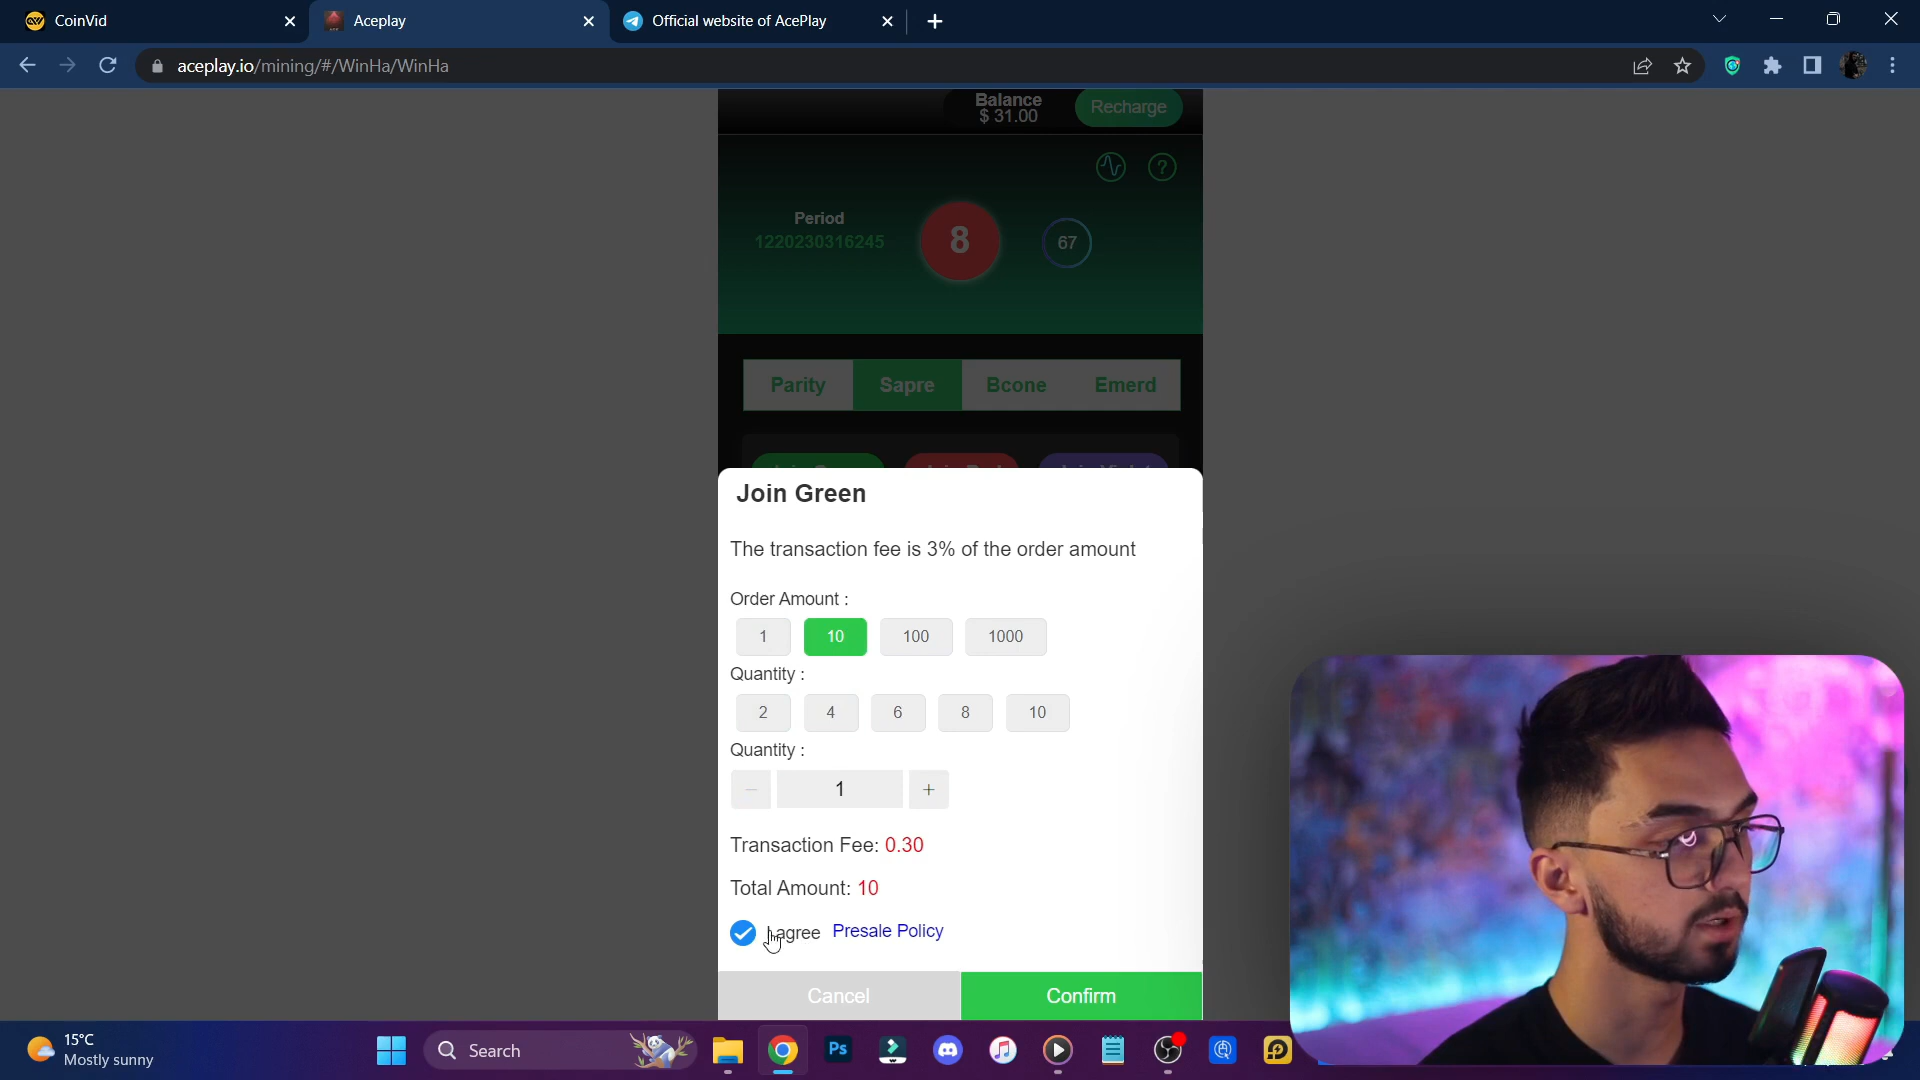 CoinVid
Aceplay
Official website of AcePlay
aceplay.io/mining/#/WinHa/WinHa
Balance
$ 31.00
Recharge
?
Period
1220230316245
8
67
Parity
Sapre
Bcone
Emerd
Join Green
The transaction fee is 3% of the order amount
Order Amount :
1 10 100 1000
Quantity :
2 4 6 8 10
Quantity :
− 1 +
Transaction Fee: 0.30
Total Amount: 10
I agree Presale Policy
Cancel
Confirm
15°C
Mostly sunny
Search
Ps